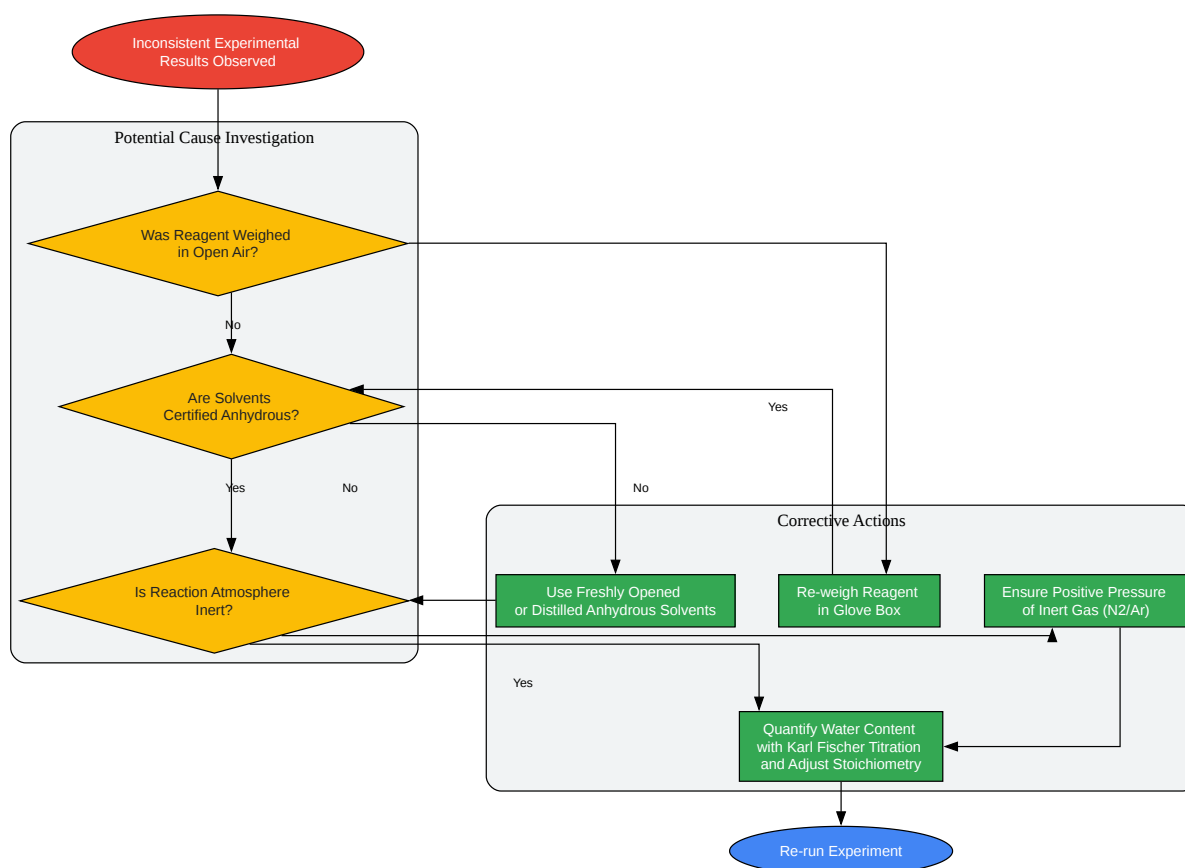 Inconsistent Experimental
Results Observed
Potential Cause Investigation
Was Reagent Weighed
in Open Air?
No
Are Solvents
Certified Anhydrous?
Yes
Yes
No
No
Corrective Actions
Is Reaction Atmosphere
Inert?
Use Freshly Opened
or Distilled Anhydrous Solvents
Re-weigh Reagent
in Glove Box
Ensure Positive Pressure
of Inert Gas (N2/Ar)
Yes
Quantify Water Content
with Karl Fischer Titration
and Adjust Stoichiometry
Re-run Experiment